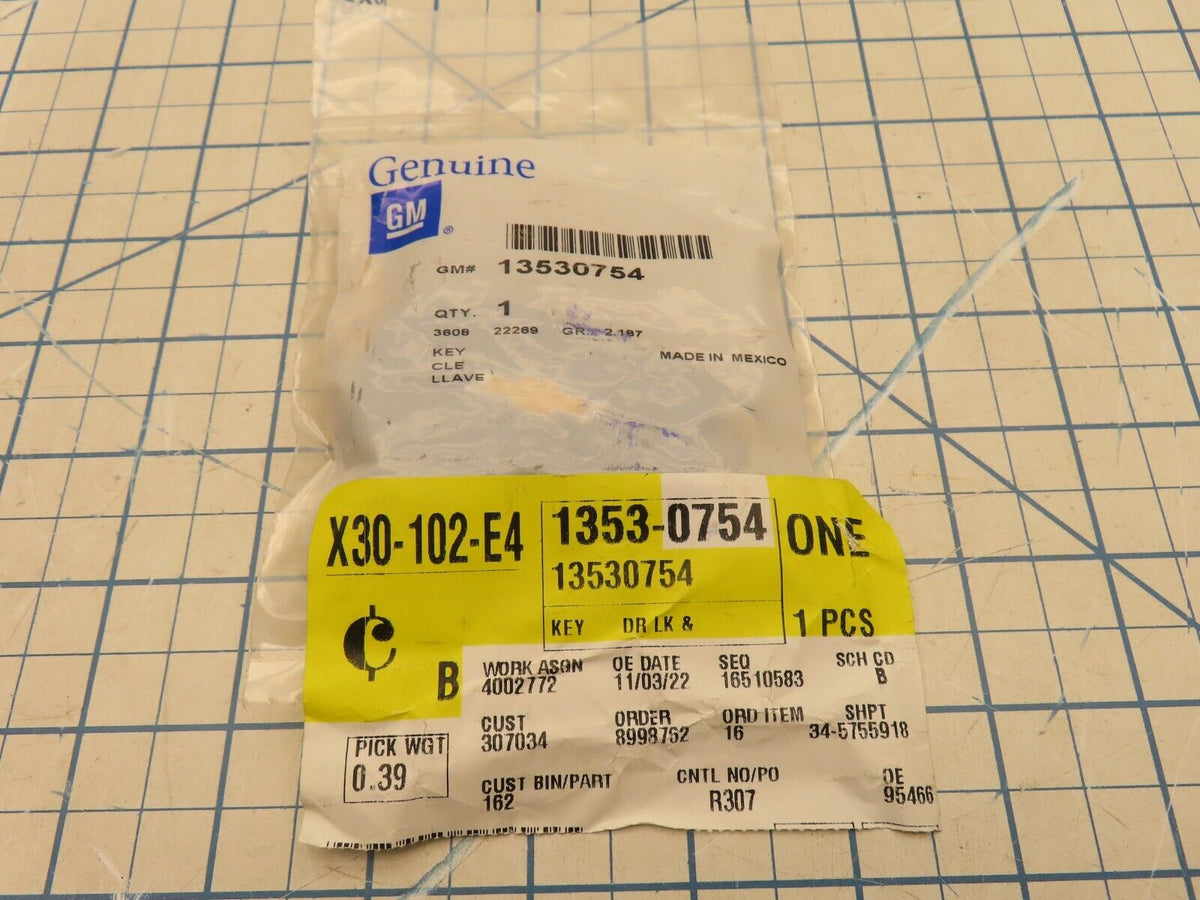 Genuine
GM ®
GM# 13530754
QTY. 1
3608 22269 GR. 2.187
KEY
CLE
LLAVE
MADE IN MEXICO
X30-102-E4
1353-0754
13530754
KEY DR LK &
ONE
1 PCS
¢
B
WORK ASGN OE DATE SEQ SCH CD
4002772 11/03/22 16510583 B
CUST ORDER ORD ITEM SHPT
307034 8998762 16 34-5755918
PICK WGT
0.39
CUST BIN/PART CNTL NO/PO OE
162 R307 95466